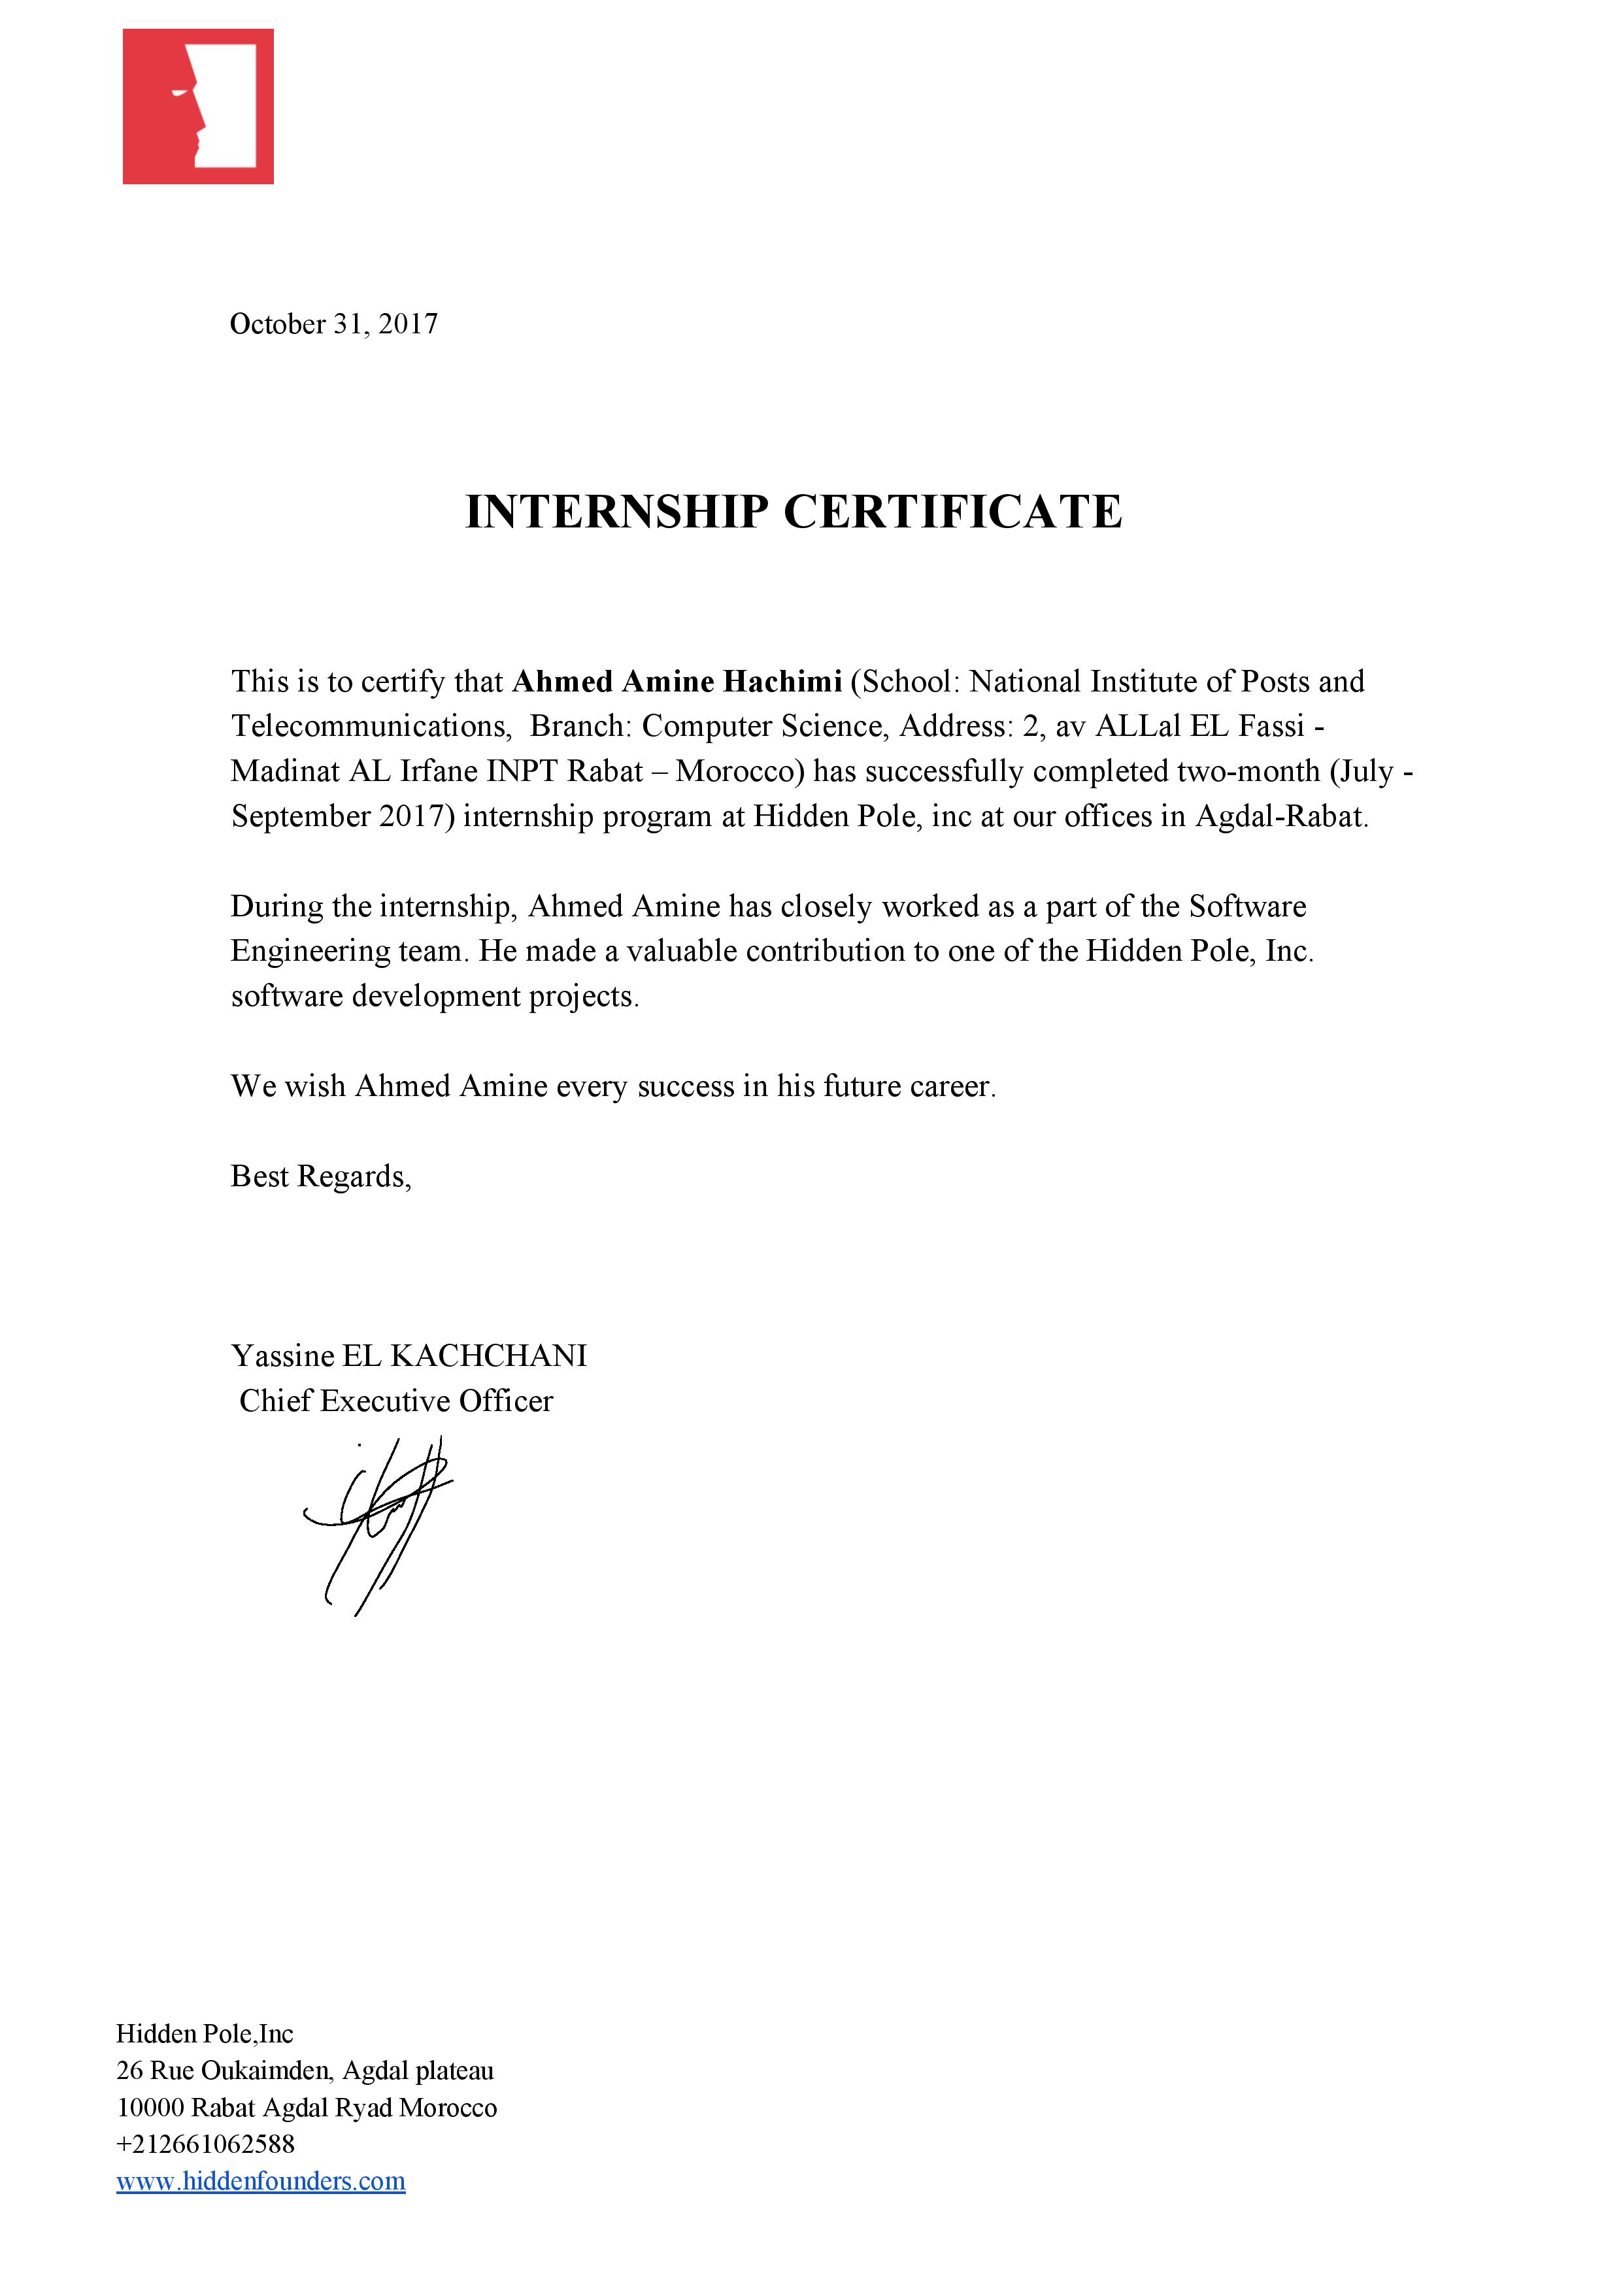 October 31, 2017
INTERNSHIP CERTIFICATE
This is to certify that Ahmed Amine Hachimi (School: National Institute of Posts and
Telecommunications,  Branch: Computer Science, Address: 2, av ALLal EL Fassi -
Madinat AL Irfane INPT Rabat – Morocco) has successfully completed two-month (July -
September 2017) internship program at Hidden Pole, inc at our offices in Agdal-Rabat.
During the internship, Ahmed Amine has closely worked as a part of the Software
Engineering team. He made a valuable contribution to one of the Hidden Pole, Inc.
software development projects.
We wish Ahmed Amine every success in his future career.
Best Regards,
Yassine EL KACHCHANI
Chief Executive Officer
Hidden Pole,Inc
26 Rue Oukaimden, Agdal plateau
10000 Rabat Agdal Ryad Morocco
+212661062588
www.hiddenfounders.com